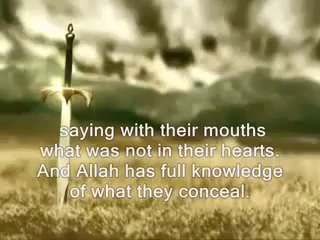 saying with their mouths
what was not in their hearts.
And Allah has full knowledge
of what they conceal.